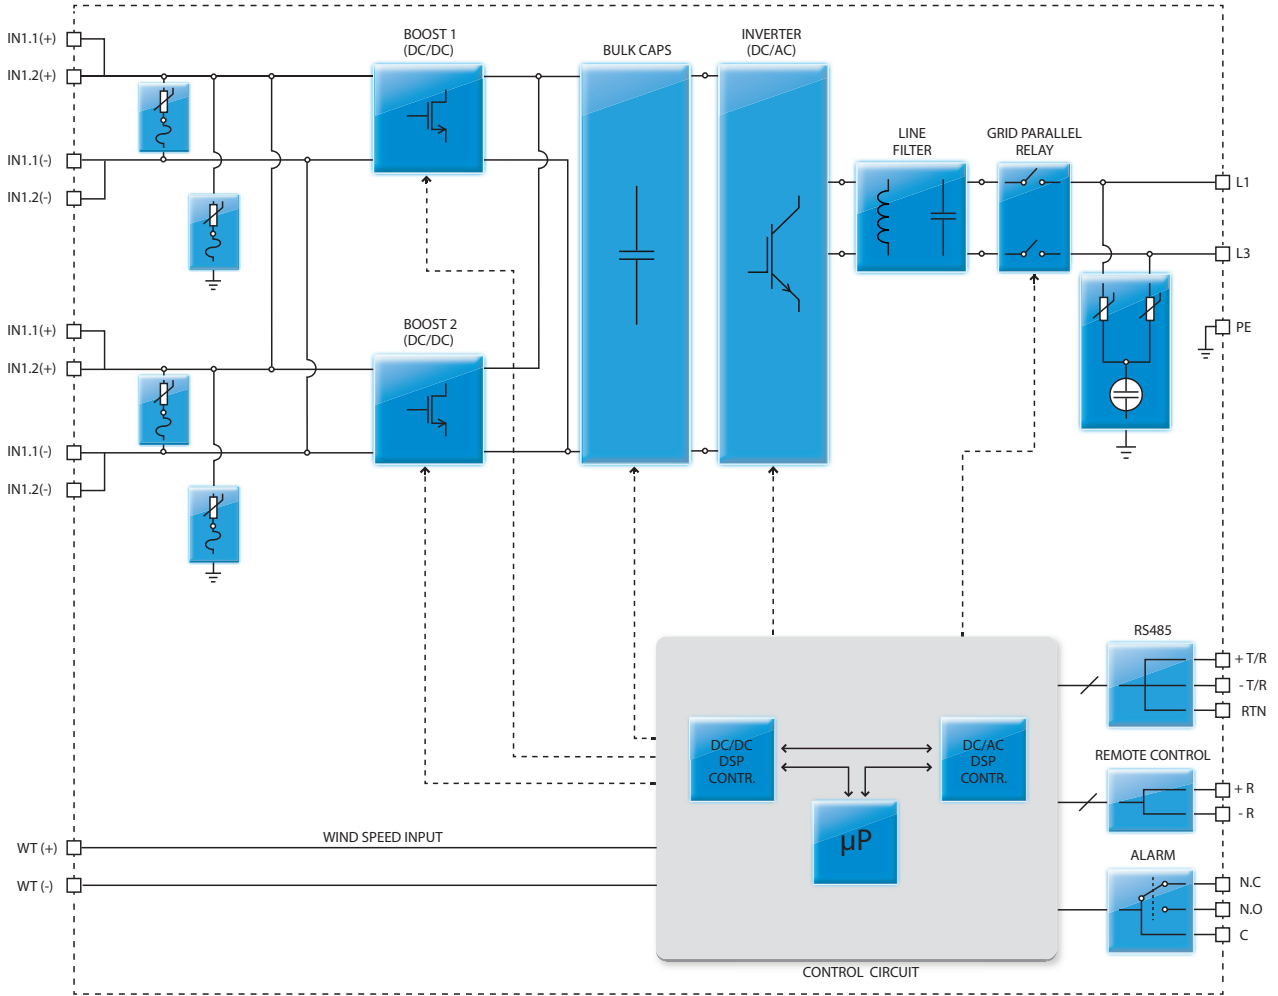 IN1.1(+)
IN1.2(+)
IN1.1(-)
IN1.2(-)
IN1.1(+)
IN1.2(+)
IN1.1(-)
IN1.2(-)
BOOST 1
(DC/DC)
BOOST 2
(DC/DC)
BULK CAPS
INVERTER
(DC/AC)
LINE
FILTER
GRID PARALLEL
RELAY
L1
L3
PE
RS485
+ T/R
- T/R
RTN
REMOTE CONTROL
+ R
- R
ALARM
N.C
N.O
C
DC/DC
DSP
CONTR.
DC/AC
DSP
CONTR.
µP
WIND SPEED INPUT
WT (+)
WT (-)
CONTROL CIRCUIT